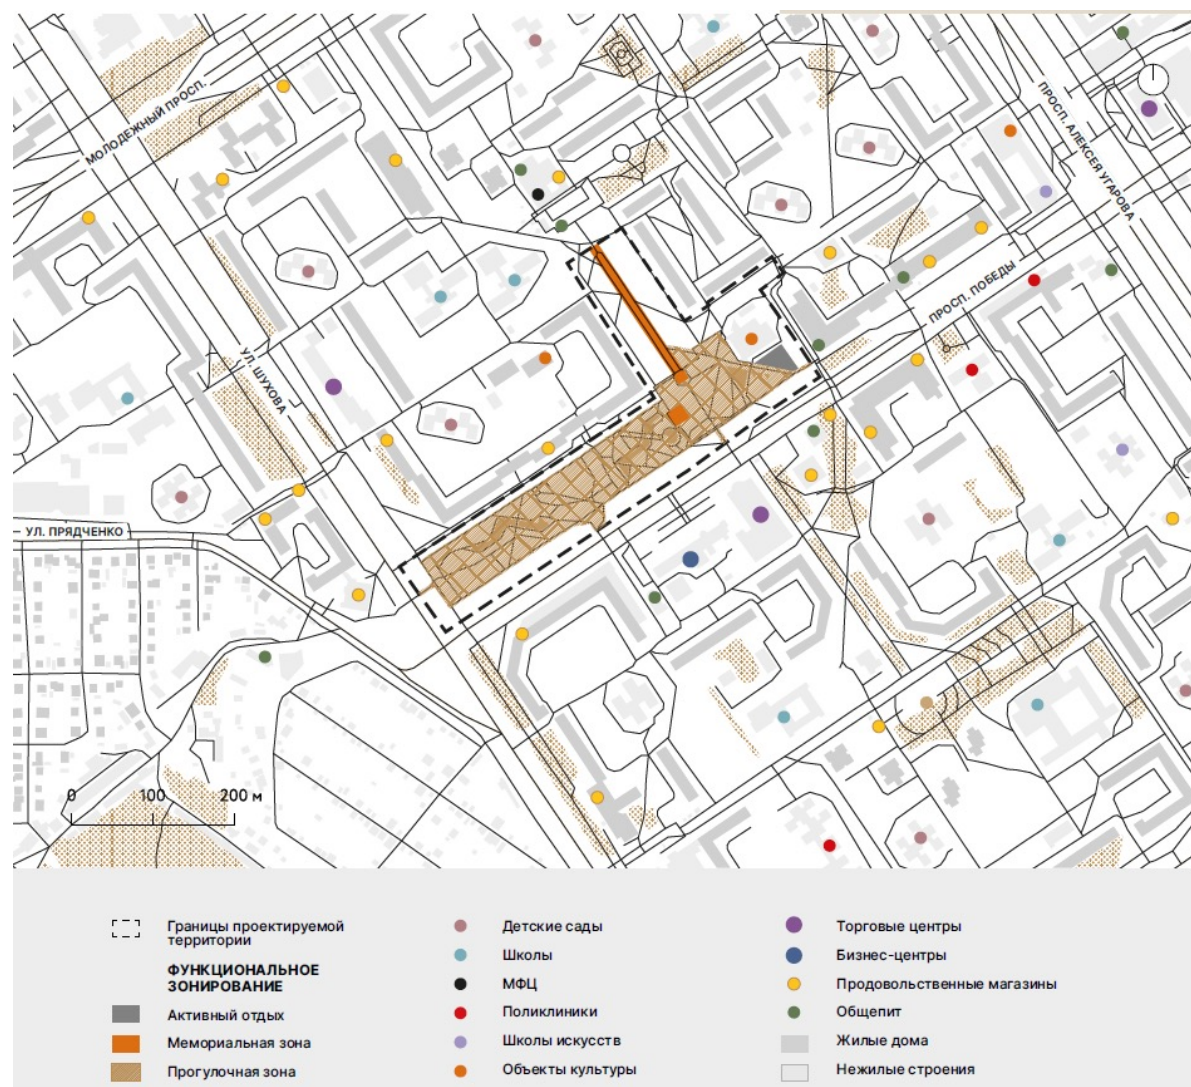 МОЛОДЕЖНЫЙ ПРОСП.
ПРОСП. АЛЕКСЕЯ УГАРОВА
ПРОСП. ПОБЕДЫ
УЛ. ШУХОВА
УЛ. ПРЯДЧЕНКО
0 100 200 м
Границы проектируемой
территории
ФУНКЦИОНАЛЬНОЕ
ЗОНИРОВАНИЕ
Активный отдых
Мемориальная зона
Прогулочная зона
Детские сады
Школы
МФЦ
Поликлиники
Школы искусств
Объекты культуры
Торговые центры
Бизнес-центры
Продовольственные магазины
Общепит
Жилые дома
Нежилые строения